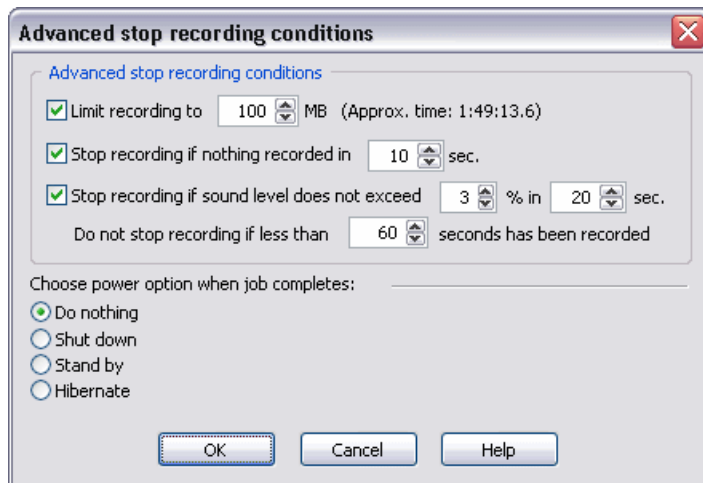 Advanced stop recording conditions
Advanced stop recording conditions
Limit recording to 100 MB (Approx. time: 1:49:13.6)
Stop recording if nothing recorded in 10 sec.
Stop recording if sound level does not exceed 3 % in 20 sec.
Do not stop recording if less than 60 seconds has been recorded
Choose power option when job completes:
Do nothing
Shut down
Stand by
Hibernate
OK Cancel Help